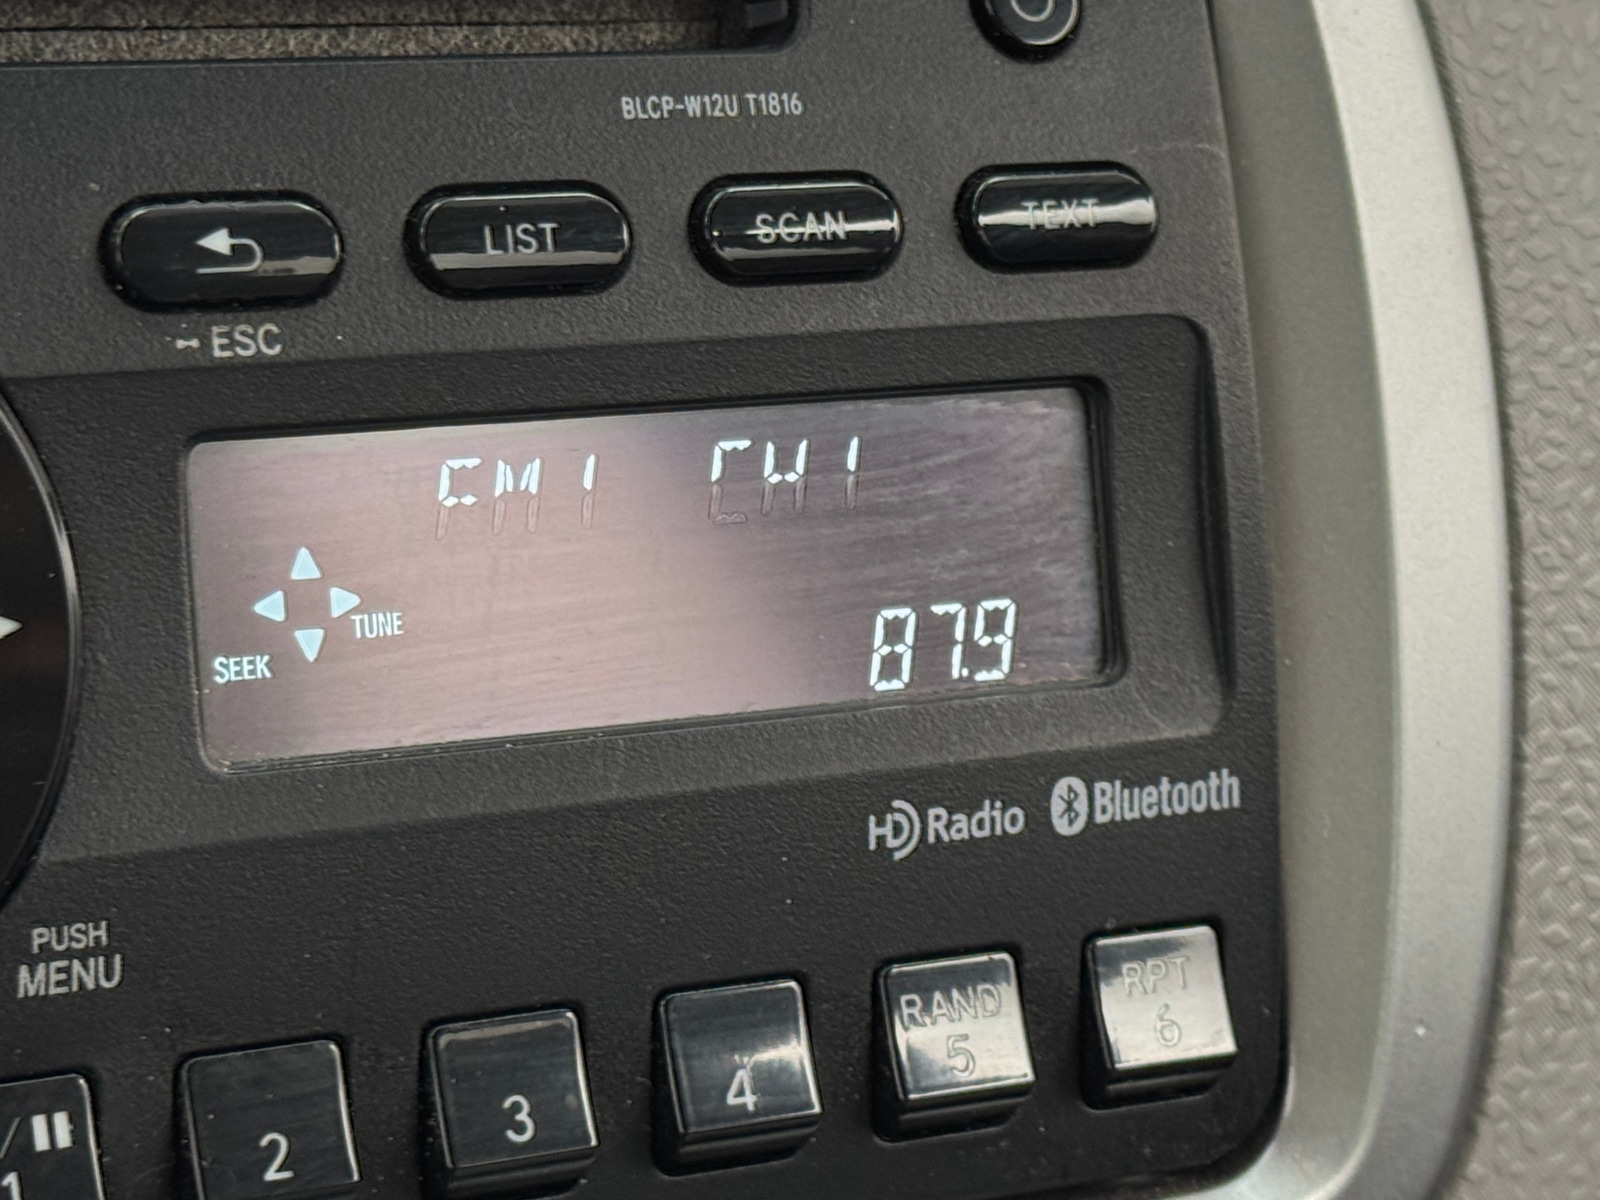 BLCP-W12U T1816
LIST
SCAN
TEXT
ESC
FM1 CH1
TUNE
SEEK
87.9
HD Radio
Bluetooth
PUSH
MENU
1
2
3
4
RAND
5
RPT
6